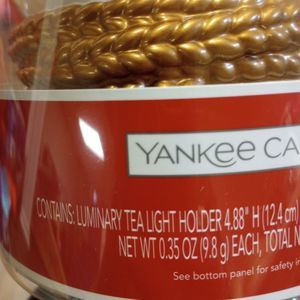 YANKEE CA
CONTAINS: LUMINARY TEA LIGHT HOLDER 4.88" H (12.4 cm)
NET WT 0.35 OZ (9.8 g) EACH, TOTAL N
See bottom panel for safety in